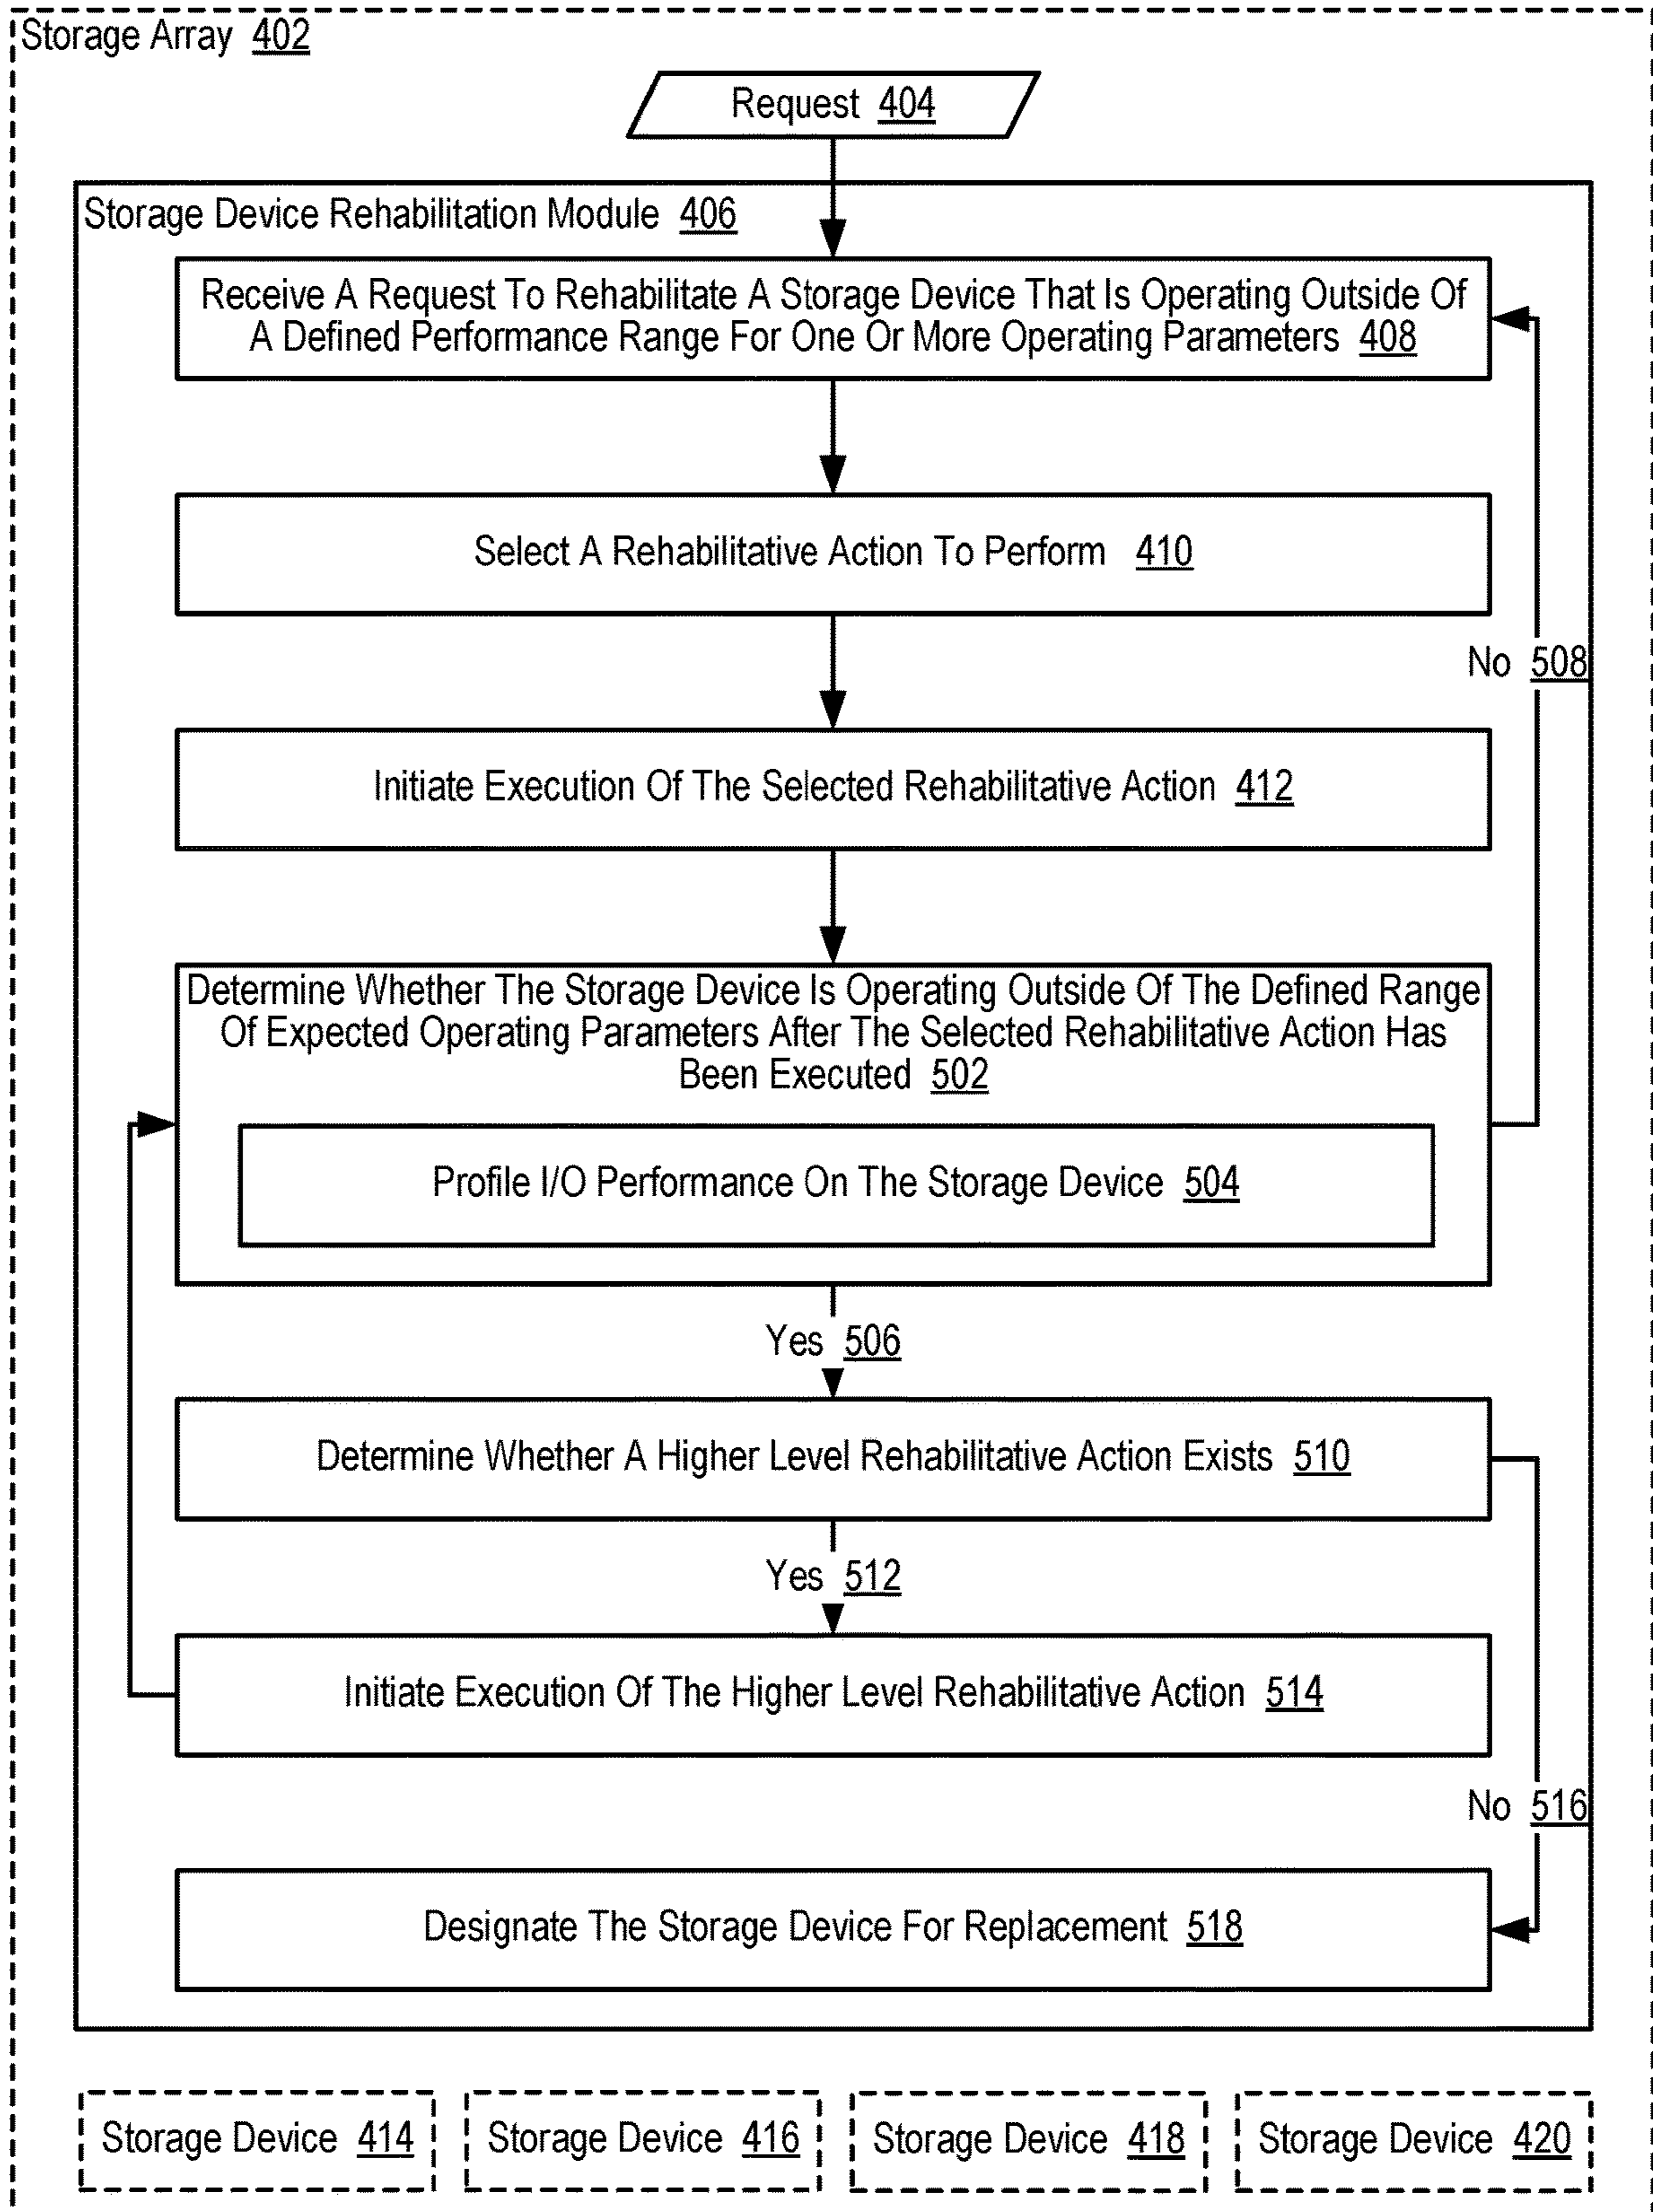 Storage Array 402
Request 404
Storage Device Rehabilitation Module 406
Receive A Request To Rehabilitate A Storage Device That Is Operating Outside Of
A Defined Performance Range For One Or More Operating Parameters 408
Select A Rehabilitative Action To Perform 410
No 508
Initiate Execution Of The Selected Rehabilitative Action 412
Determine Whether The Storage Device Is Operating Outside Of The Defined Range
Of Expected Operating Parameters After The Selected Rehabilitative Action Has
Been Executed 502
Profile I/O Performance On The Storage Device 504
Yes 506
Determine Whether A Higher Level Rehabilitative Action Exists 510
Yes 512
Initiate Execution Of The Higher Level Rehabilitative Action 514
No 516
Designate The Storage Device For Replacement 518
Storage Device 414
Storage Device 416
Storage Device 418
Storage Device 420